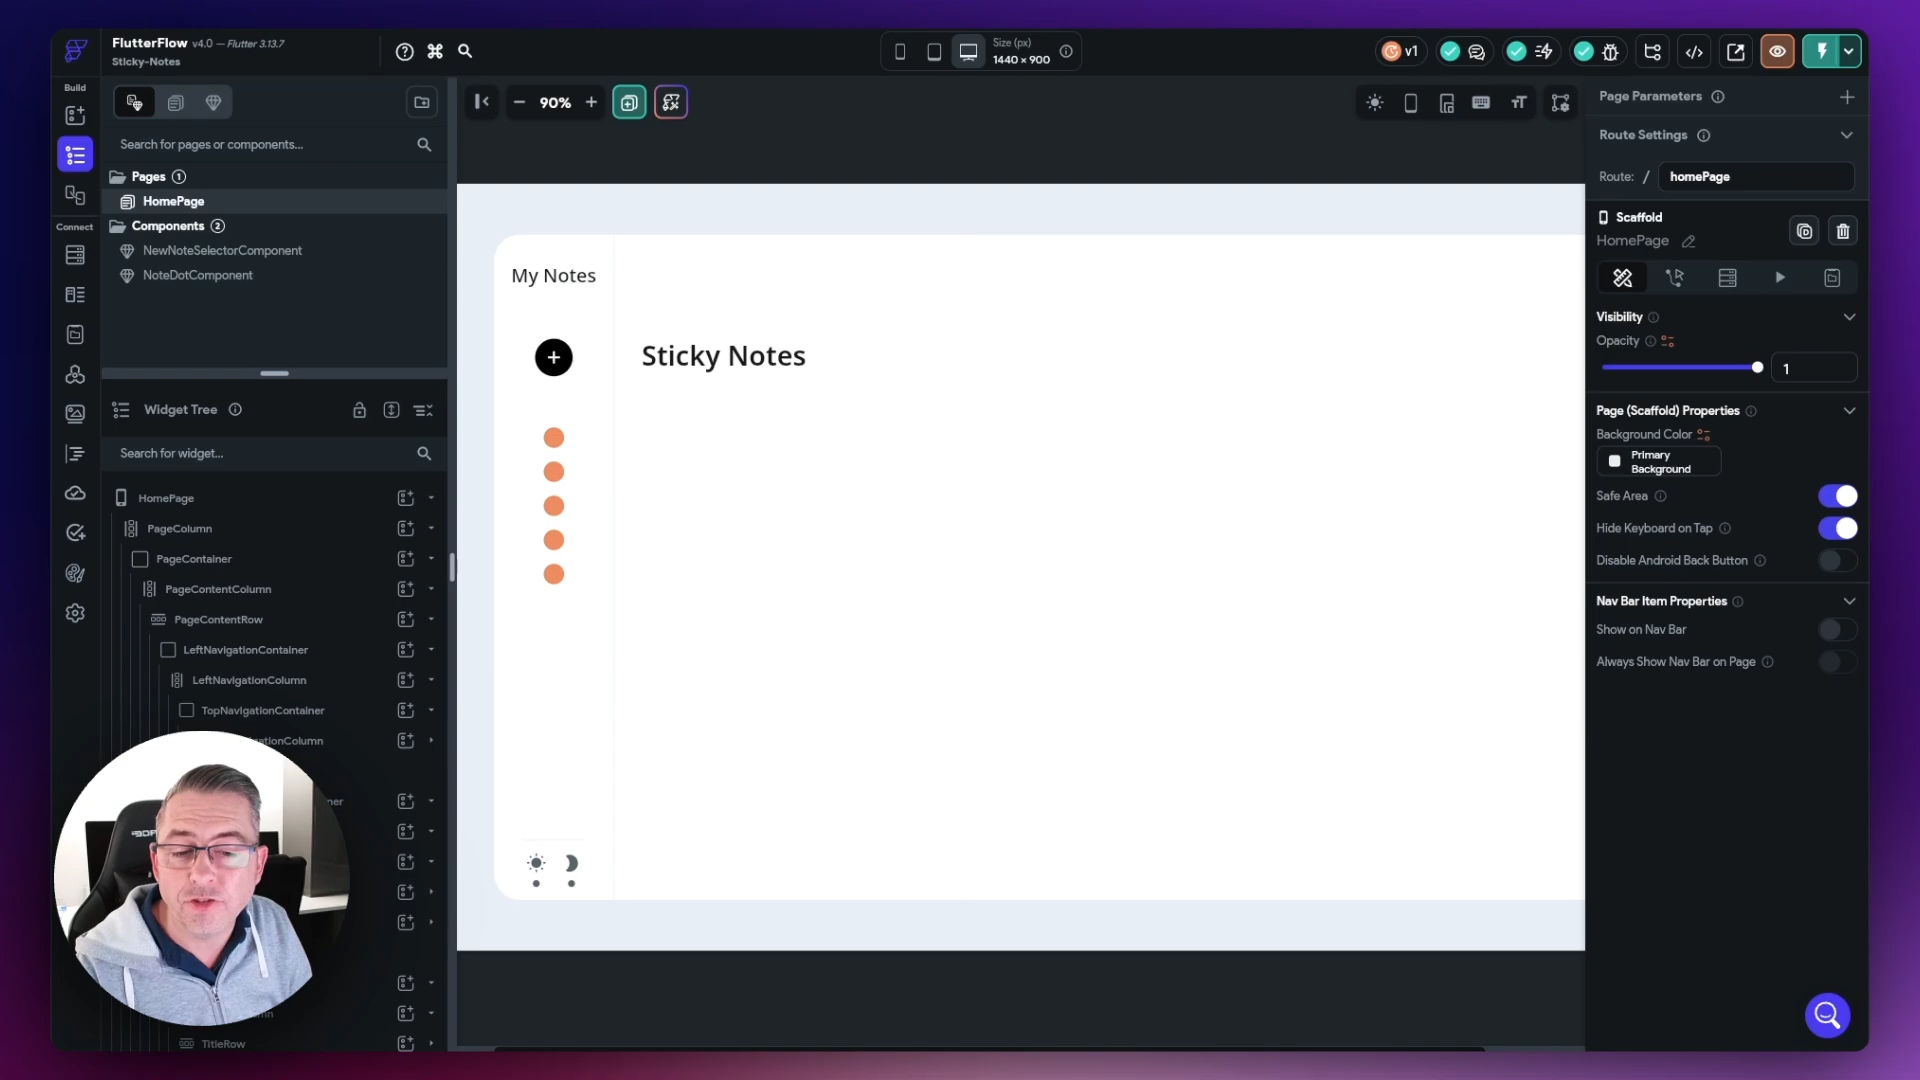 FlutterFlow v4.0 — Flutter 3.13.7
Sticky-Notes
Size (px)
1440 × 900
v1
Build
Connect
Search for pages or components...
Pages 1
HomePage
Components 2
NewNoteSelectorComponent
NoteDotComponent
Widget Tree
Search for widget...
HomePage
PageColumn
PageContainer
PageContentColumn
PageContentRow
LeftNavigationContainer
LeftNavigationColumn
TopNavigationContainer
TitleRow
90%
My Notes
Sticky Notes
Page Parameters
Route Settings
Route: / homePage
Scaffold
HomePage
Visibility
Opacity
1
Page (Scaffold) Properties
Background Color
Primary
Background
Safe Area
Hide Keyboard on Tap
Disable Android Back Button
Nav Bar Item Properties
Show on Nav Bar
Always Show Nav Bar on Page